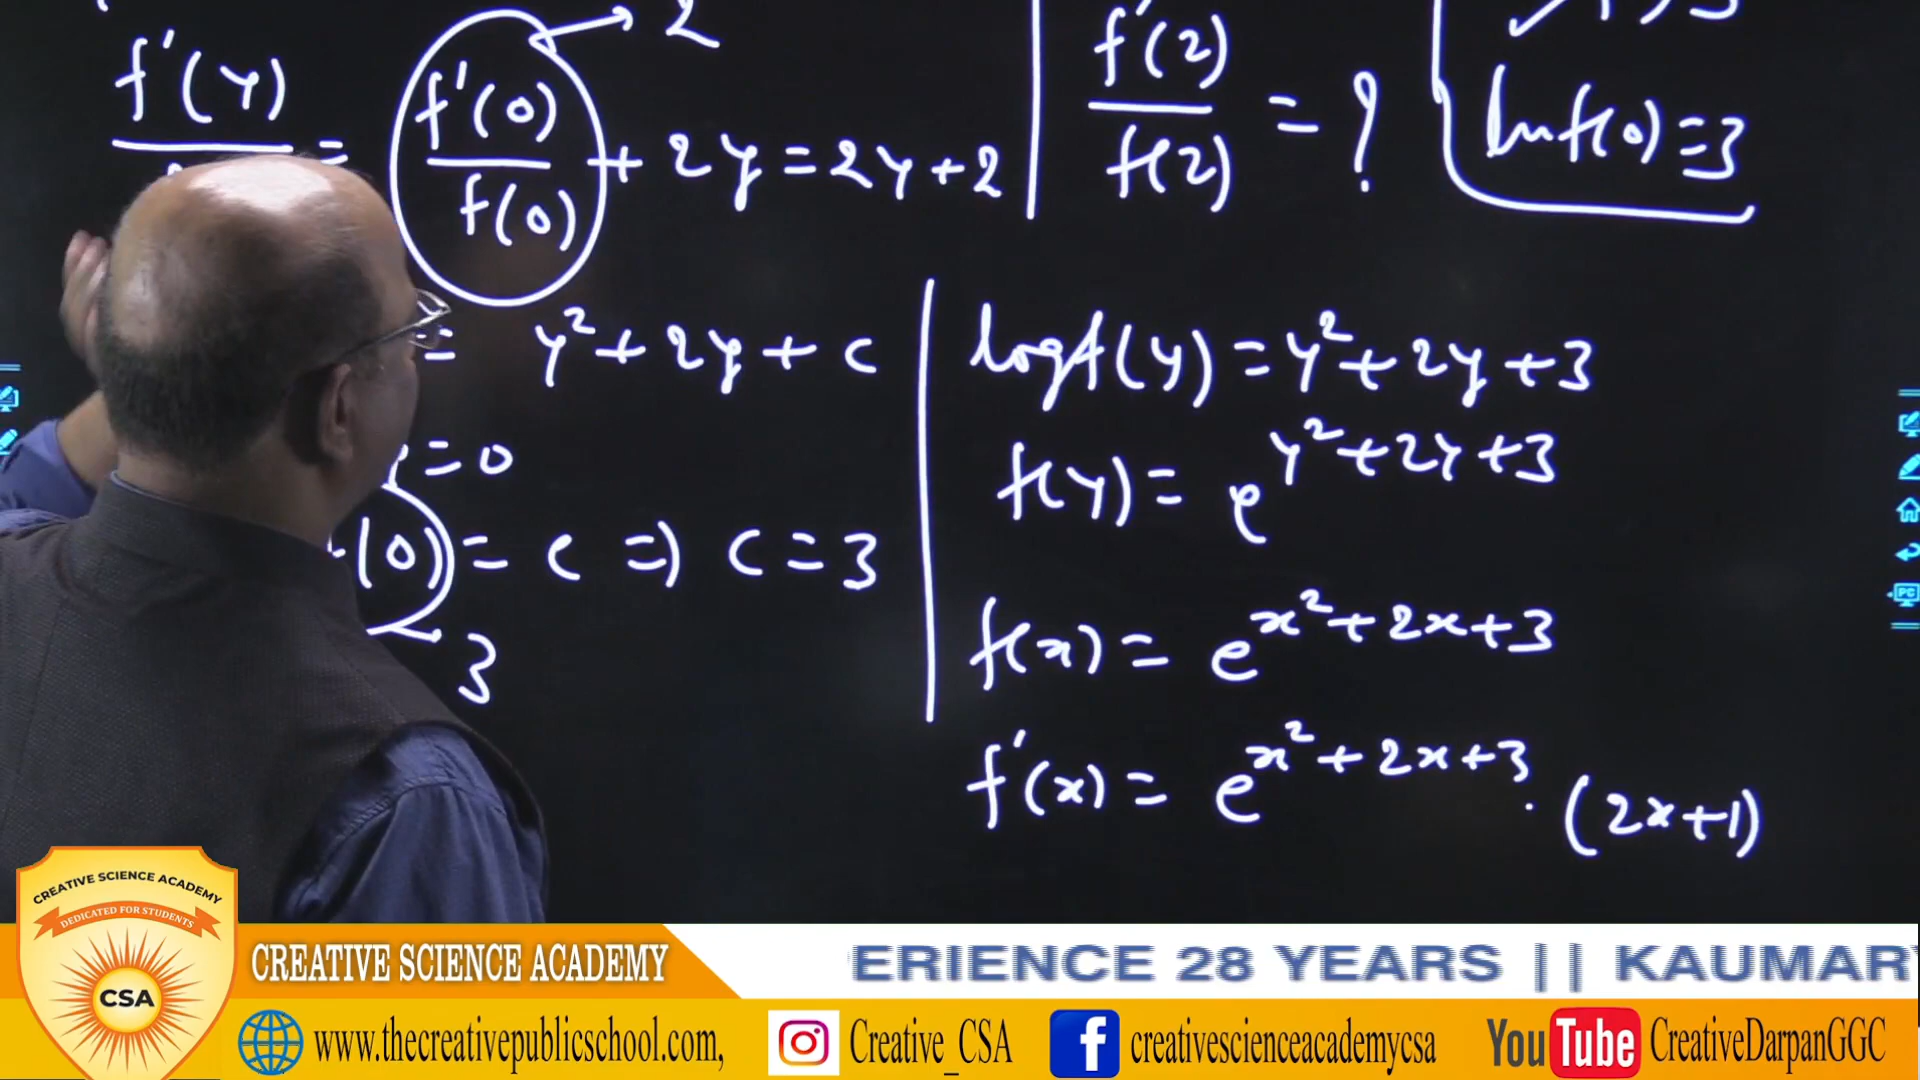 f'(y) / = f'(0)/f(0) + 2y = 2y+2
2
f'(2)/f(2) = ?
ln f(0) = 3
= y² + 2y + c
y = 0
(0) = c ⇒ c = 3
3
log f(y) = y² + 2y + 3
f(y) = e^{y²+2y+3}
f(x) = e^{x²+2x+3}
f'(x) = e^{x²+2x+3} . (2x+1)
CREATIVE SCIENCE ACADEMY
DEDICATED FOR STUDENTS
CSA
CREATIVE SCIENCE ACADEMY
ERIENCE 28 YEARS || KAUMAR
www.thecreativepublicschool.com,
Creative_CSA
creativescienceacademycsa
YouTube CreativeDarpanGGC
PC